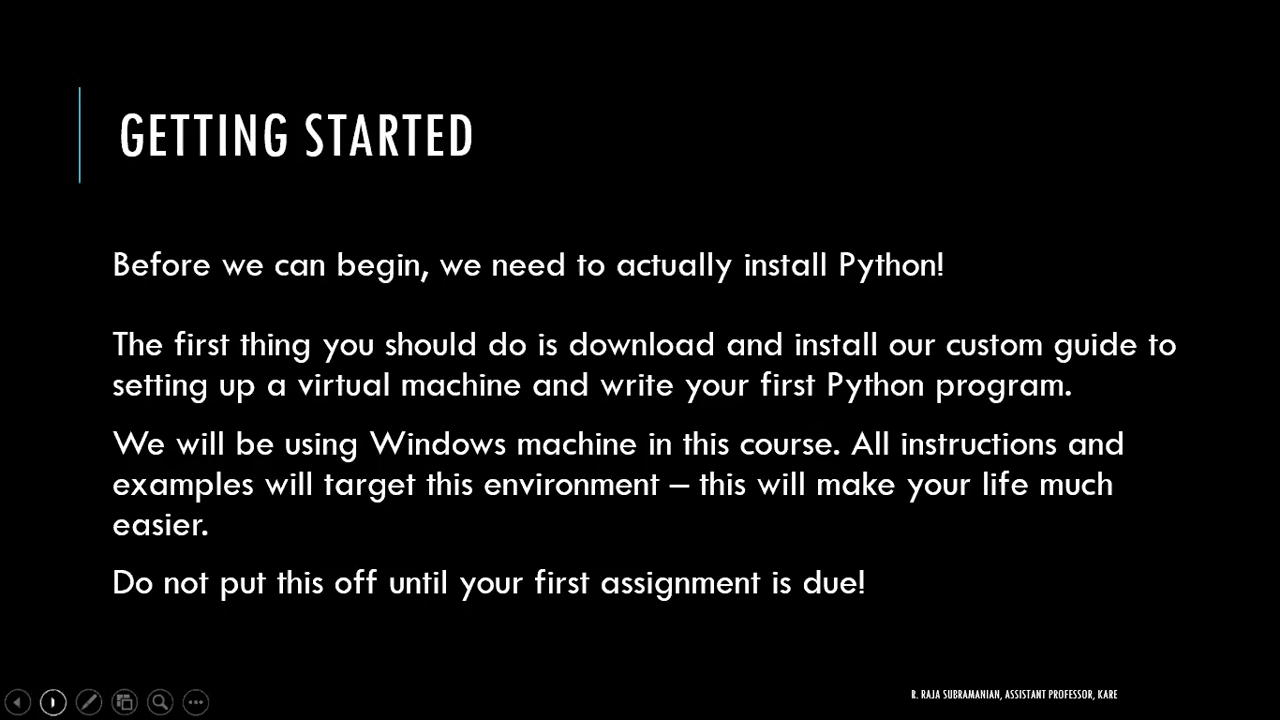 GETTING STARTED
Before we can begin, we need to actually install Python!
The first thing you should do is download and install our custom guide to
setting up a virtual machine and write your first Python program.
We will be using Windows machine in this course. All instructions and
examples will target this environment – this will make your life much
easier.
Do not put this off until your first assignment is due!
R. RAJA SUBRAMANIAN, ASSISTANT PROFESSOR, KARE